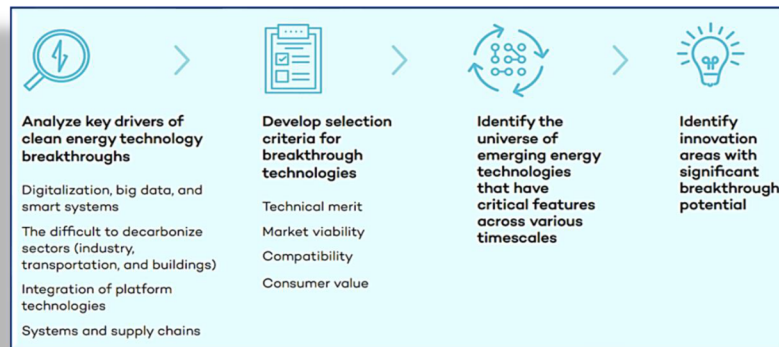 Analyze key drivers of
clean energy technology
breakthroughs
Digitalization, big data, and
smart systems
The difficult to decarbonize
sectors (industry,
transportation, and buildings)
Integration of platform
technologies
Systems and supply chains
Develop selection
criteria for
breakthrough
technologies
Technical merit
Market viability
Compatibility
Consumer value
Identify the
universe of
emerging energy
technologies
that have
critical features
across various
timescales
Identify
innovation
areas with
significant
breakthrough
potential